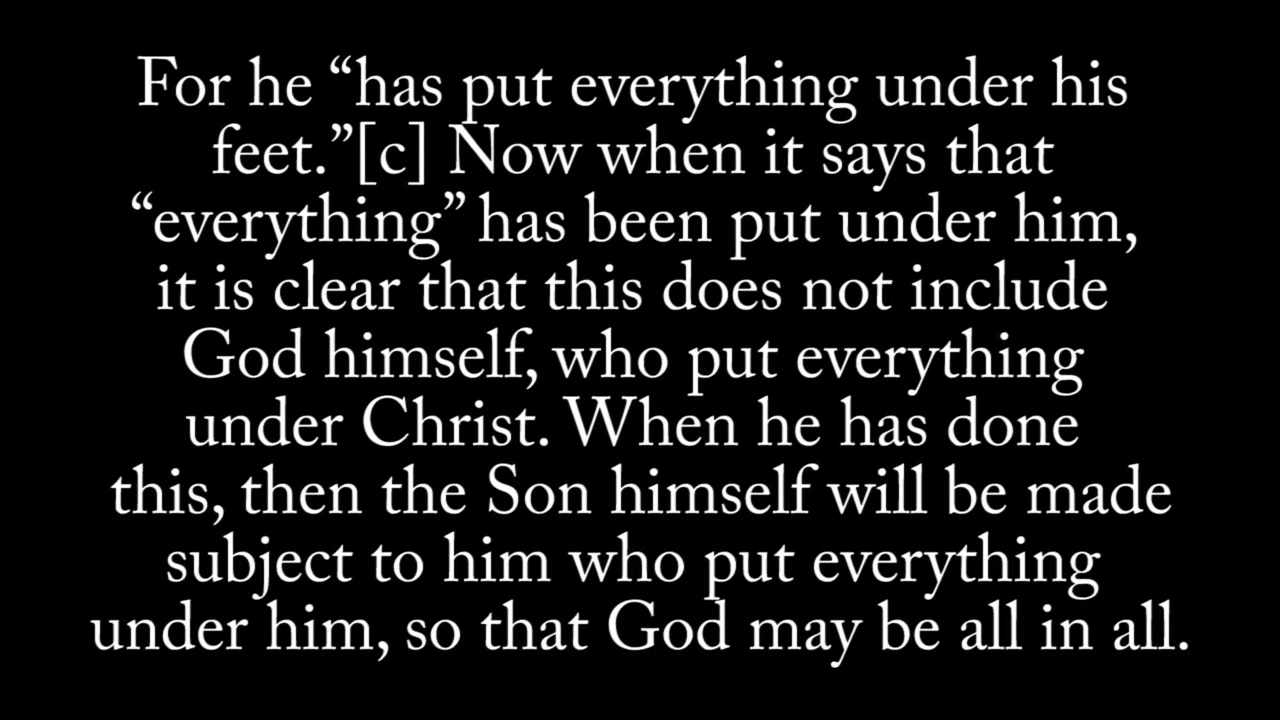 For he “has put everything under his
feet.”[c] Now when it says that
“everything” has been put under him,
it is clear that this does not include
God himself, who put everything
under Christ. When he has done
this, then the Son himself will be made
subject to him who put everything
under him, so that God may be all in all.